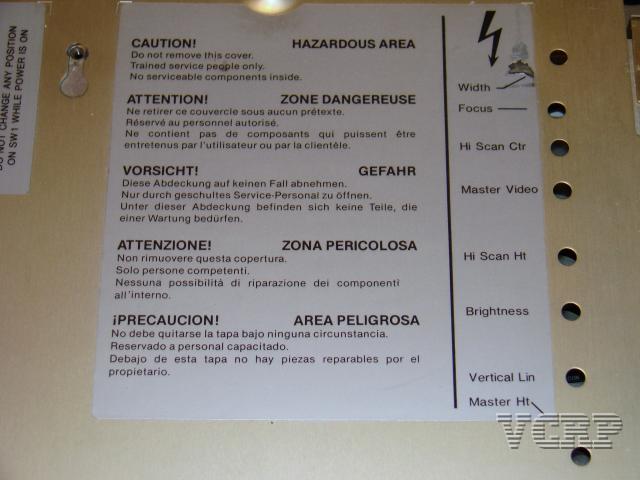 DO NOT CHANGE ANY POSITION
ON SW1 WHILE POWER IS ON
CAUTION! HAZARDOUS AREA
Do not remove this cover.
Trained service people only.
No serviceable components inside.
ATTENTION! ZONE DANGEREUSE
Ne retirer ce couvercle sous aucun prétexte.
Réservé au personnel autorisé.
Ne contient pas de composants qui puissent être
entretenus par l'utilisateur ou par la clientèle.
VORSICHT! GEFAHR
Diese Abdeckung auf keinen Fall abnehmen.
Nur durch geschultes Service-Personal zu öffnen.
Unter dieser Abdeckung befinden sich keine Teile, die
einer Wartung bedürfen.
ATTENZIONE! ZONA PERICOLOSA
Non rimuovere questa copertura.
Solo persone competenti.
Nessuna possibilità di riparazione dei componenti
all'interno.
¡PRECAUCION! AREA PELIGROSA
No debe quitarse la tapa bajo ninguna circunstancia.
Reservado a personal capacitado.
Debajo de esta tapa no hay piezas reparables por el
propietario.
Width
Focus
Hi Scan Ctr
Master Video
Hi Scan Ht
Brightness
Vertical Lin
Master Ht
VCRP